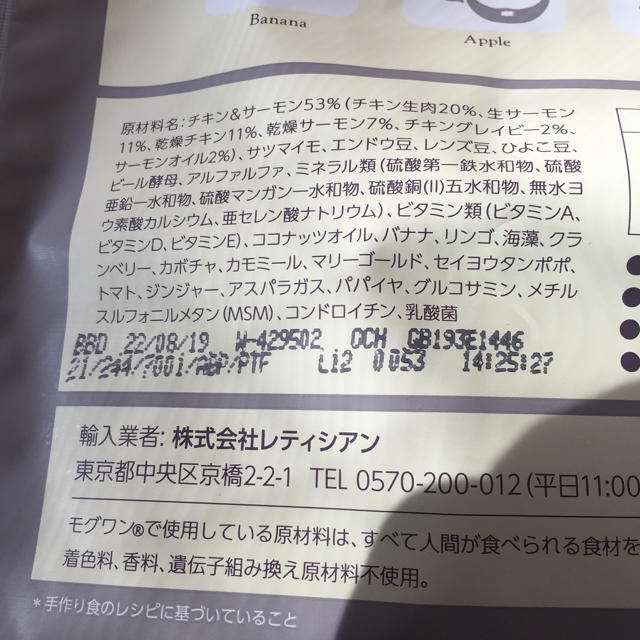 Banana
Apple
原材料名：チキン＆サーモン53%（チキン生肉20%、生サーモン
11%、乾燥チキン11%、乾燥サーモン7%、チキングレイビー2%、
サーモンオイル2%）、サツマイモ、エンドウ豆、レンズ豆、ひよこ豆、
ビール酵母、アルファルファ、ミネラル類（硫酸第一鉄水和物、硫酸
亜鉛一水和物、硫酸マンガン一水和物、硫酸銅(II)五水和物、無水ヨ
ウ素酸カルシウム、亜セレン酸ナトリウム）、ビタミン類（ビタミンA、
ビタミンD、ビタミンE）、ココナッツオイル、バナナ、リンゴ、海藻、クラ
ンベリー、カボチャ、カモミール、マリーゴールド、セイヨウタンポポ、
トマト、ジンジャー、アスパラガス、パパイヤ、グルコサミン、メチル
スルフォニルメタン(MSM)、コンドロイチン、乳酸菌
BBD 22/08/19 W-429502 OCH GB193E1446
21/244/7001/ABP/PTF L12 0053 14:25:27
輸入業者：株式会社レティシアン
東京都中央区京橋2-2-1 TEL 0570-200-012（平日11:00
モグワン®で使用している原材料は、すべて人間が食べられる食材を
着色料、香料、遺伝子組み換え原材料不使用。
＊手作り食のレシピに基づいていること